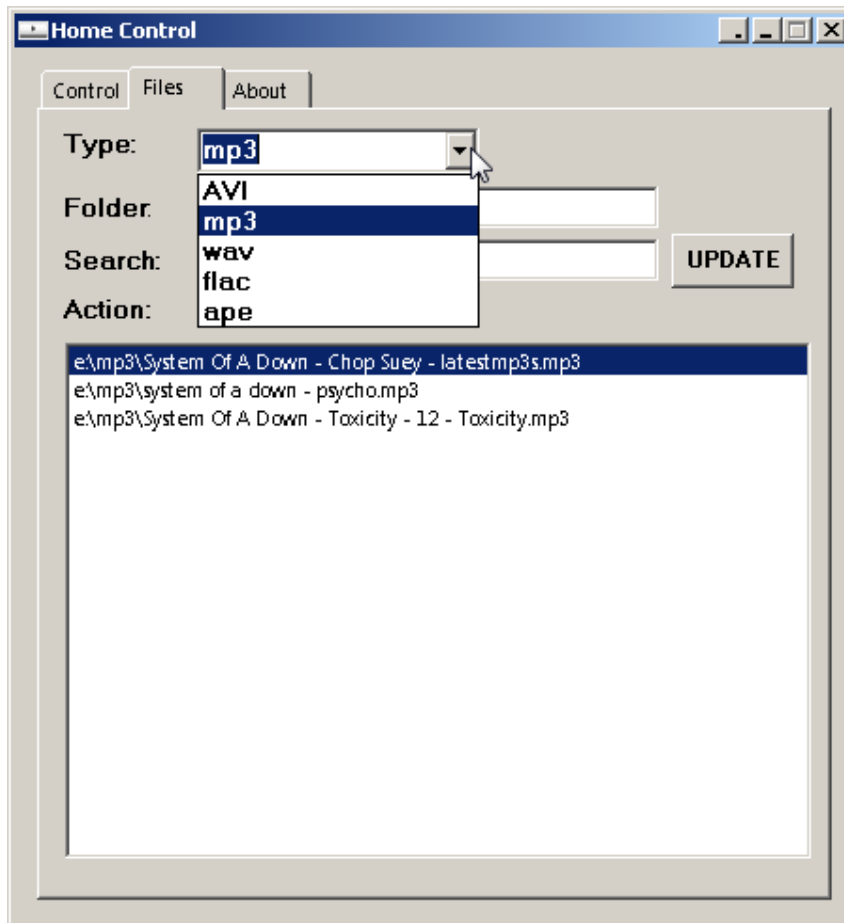 Home Control
Control Files About
Type: mp3
AVI
Folder:
mp3
Search: wav UPDATE
flac
Action: ape
e:\mp3\System Of A Down - Chop Suey - latestmp3s.mp3
e:\mp3\system of a down - psycho.mp3
e:\mp3\System Of A Down - Toxicity - 12 - Toxicity.mp3